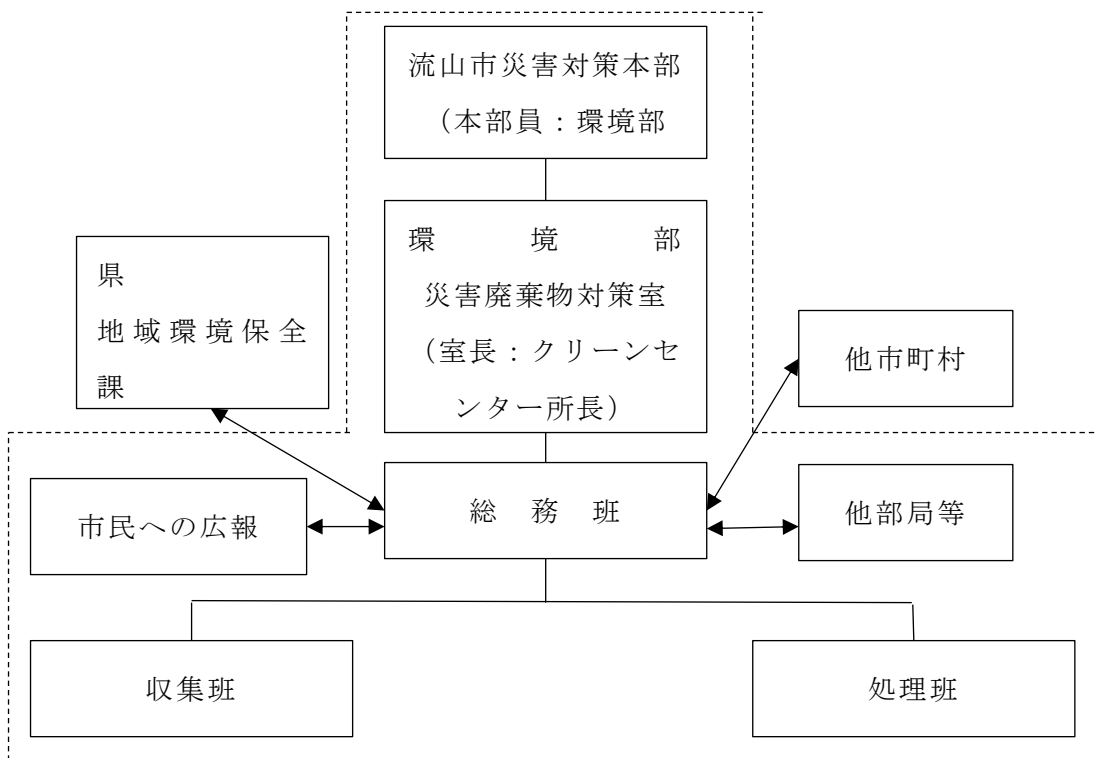 流山市災害対策本部
（本部員：環境部
環境部
災害廃棄物対策室
（室長：クリーンセ
ンター所長）
県
地域環境保全
課
他市町村
市民への広報
総務班
他部局等
収集班
処理班